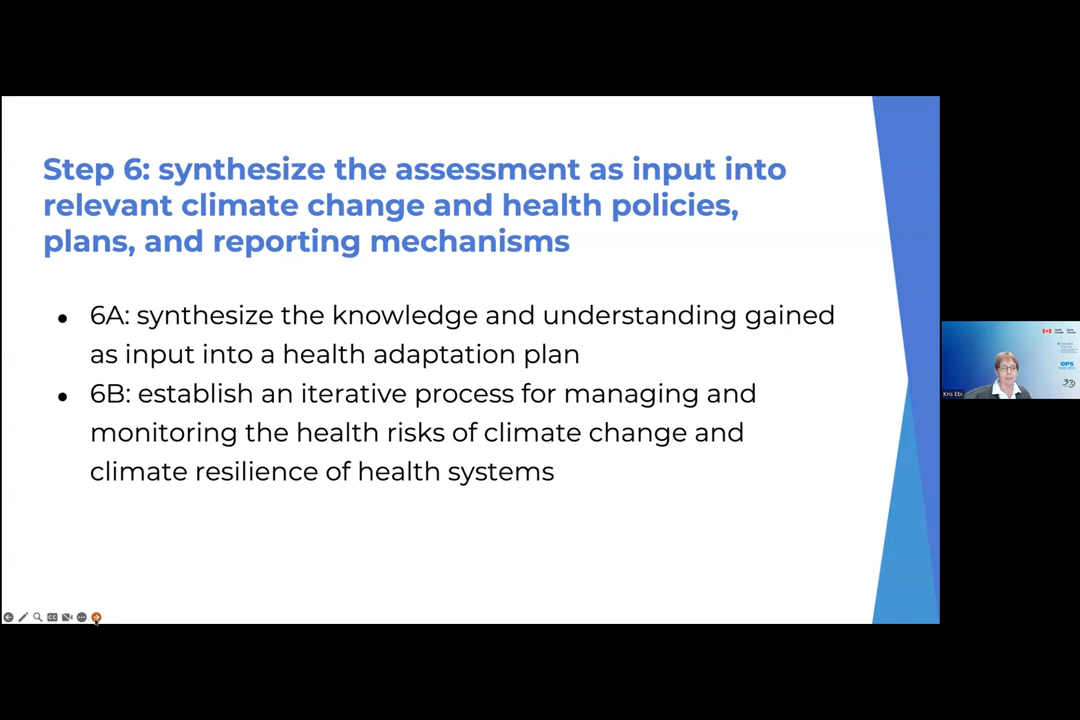 Step 6: synthesize the assessment as input into
relevant climate change and health policies,
plans, and reporting mechanisms
• 6A: synthesize the knowledge and understanding gained
as input into a health adaptation plan
• 6B: establish an iterative process for managing and
monitoring the health risks of climate change and
climate resilience of health systems
OPS
Kris Ebi